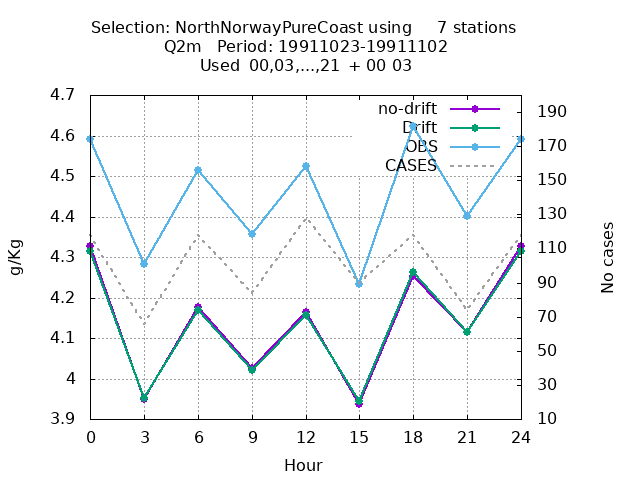 Selection: NorthNorwayPureCoast using 7 stations
Q2m Period: 19911023-19911102
Used 00,03,...,21 + 00 03
no-drift
Drift
OBS
CASES
4.7
4.6
4.5
4.4
4.3
4.2
4.1
4
3.9
190
170
150
130
110
90
70
50
30
10
g/Kg
No cases
0 3 6 9 12 15 18 21 24
Hour